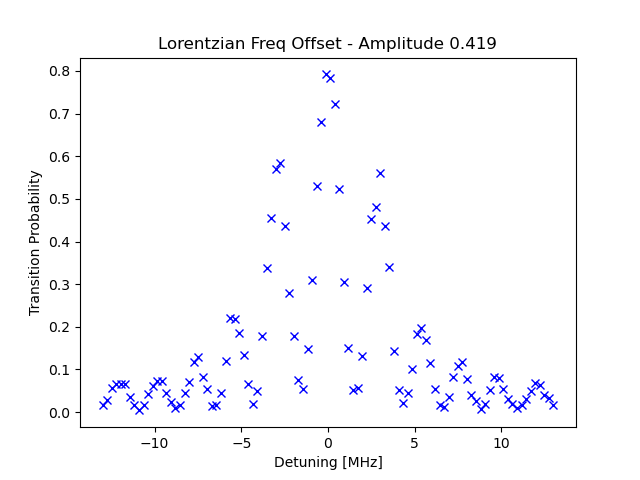 Lorentzian Freq Offset - Amplitude 0.419
0.8
0.7
0.6
0.5
0.4
0.3
0.2
0.1
0.0
Transition Probability
−10 −5 0 5 10
Detuning [MHz]